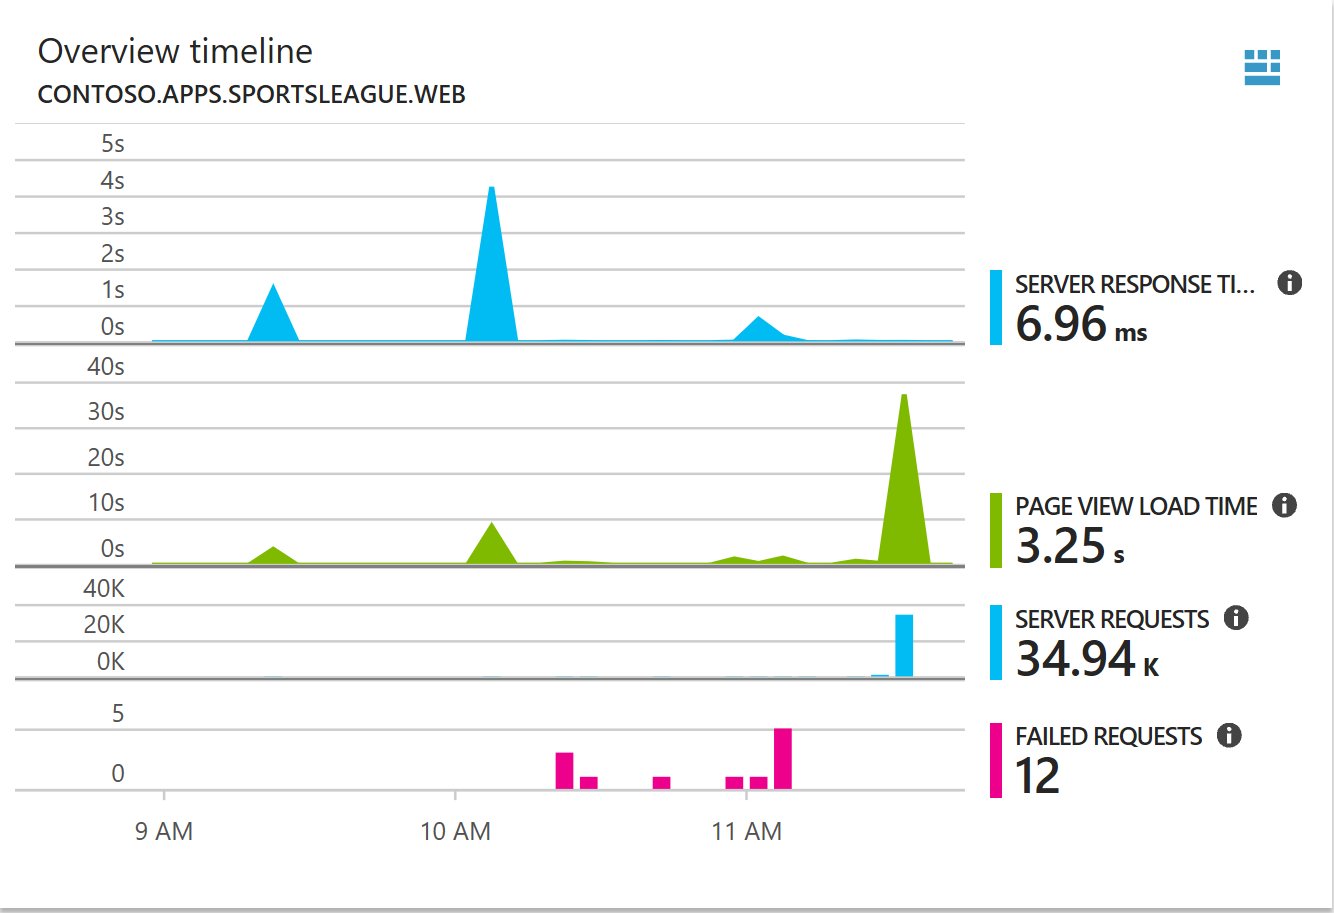 Overview timeline
CONTOSO.APPS.SPORTSLEAGUE.WEB
5s
4s
3s
2s
1s
0s
SERVER RESPONSE TI...
6.96 ms
40s
30s
20s
10s
0s
PAGE VIEW LOAD TIME
3.25 s
40K
20K
0K
SERVER REQUESTS
34.94 K
5
0
FAILED REQUESTS
12
9 AM 10 AM 11 AM